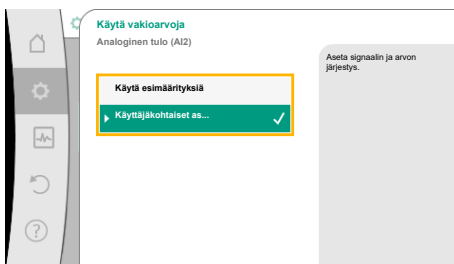 Käytä vakioarvoja
Analoginen tulo (AI2)
Käytä esimäärityksiä
Käyttäjäkohtaiset as...
Aseta signaalin ja arvon
järjestys.